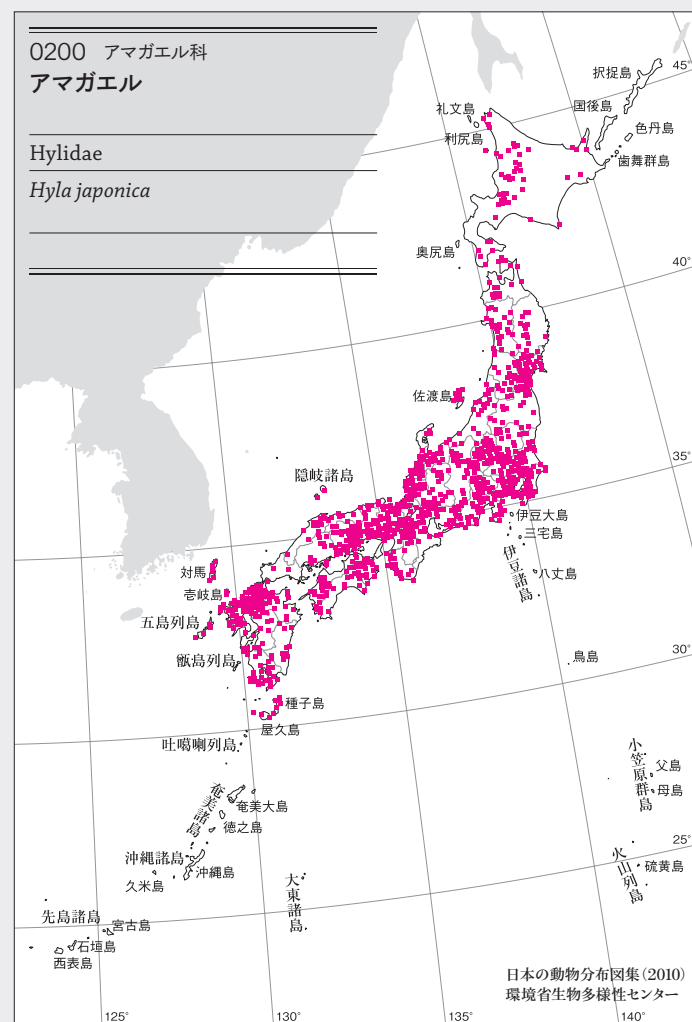 0200 アマガエル科
アマガエル
Hylidae
Hyla japonica
45°
択捉島
礼文島
国後島
色丹島
利尻島
歯舞群島
奥尻島
40°
佐渡島
35°
隠岐諸島
伊豆大島
三宅島
伊豆諸島
八丈島
対馬
壱岐島
五島列島
甑島列島
鳥島
30°
種子島
屋久島
吐噶喇列島
小笠原群島
父島
母島
奄美諸島
奄美大島
徳之島
沖縄諸島
沖縄島
久米島
25°
火山列島
硫黄島
大東諸島
先島諸島
宮古島
石垣島
西表島
日本の動物分布図集(2010)
環境省生物多様性センター
125°
130°
135°
140°